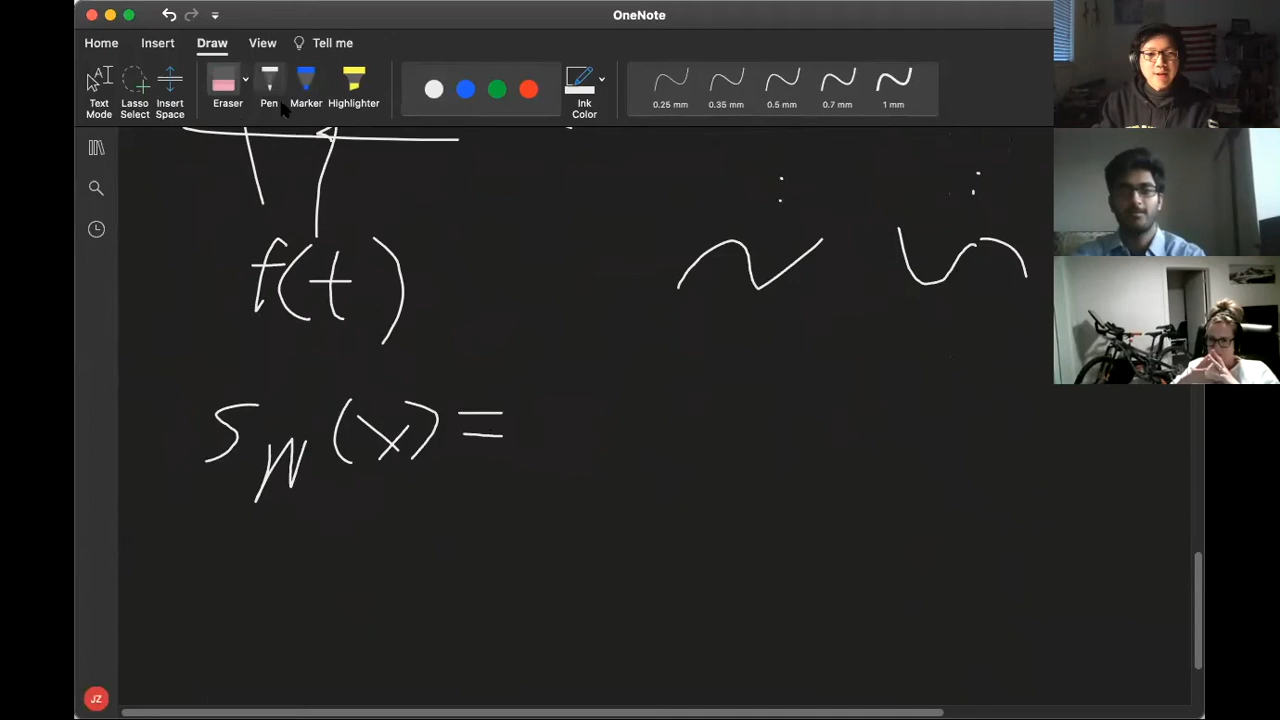 OneNote
Home Insert Draw View Tell me
Text Mode Lasso Select Insert Space Eraser Pen Marker Highlighter Ink Color 0.25 mm 0.35 mm 0.5 mm 0.7 mm 1 mm
f(t)
S_N(x)=
JZ